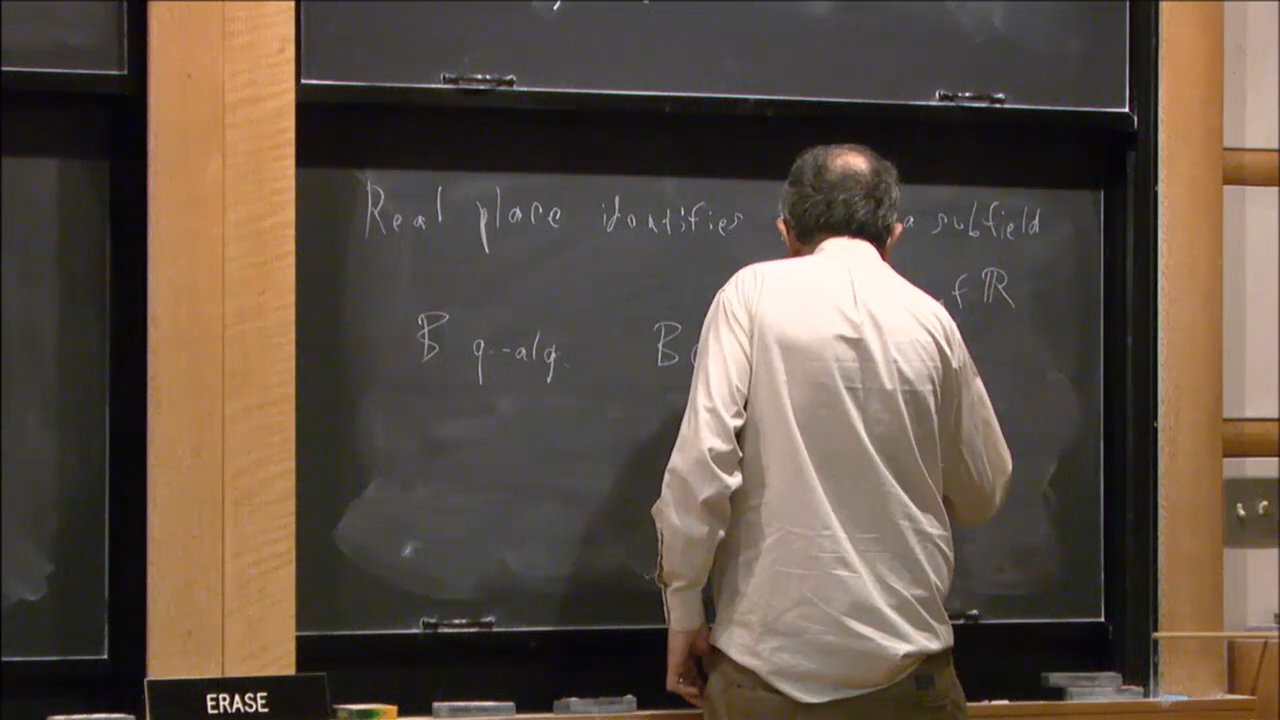 Real place identifies a subfield
of ℝ
B q.-alg. B
ERASE